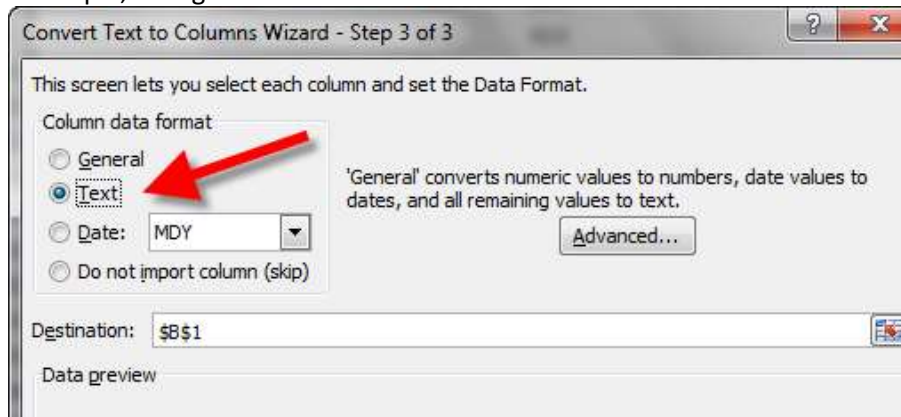 Convert Text to Columns Wizard - Step 3 of 3
This screen lets you select each column and set the Data Format.
Column data format
General
Text
Date: MDY
Do not import column (skip)
'General' converts numeric values to numbers, date values to
dates, and all remaining values to text.
Advanced...
Destination: $B$1
Data preview